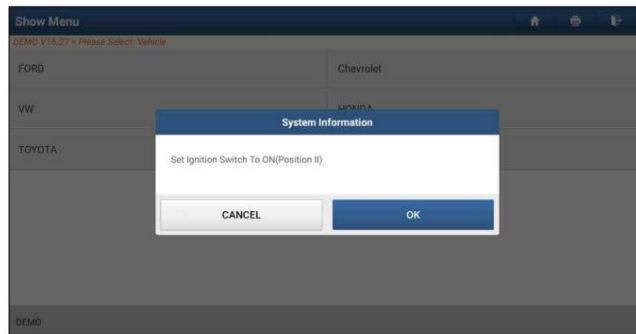 Show Menu
DEMO V15.27 > Please Select Vehicle
FORD
Chevrolet
VW
HONDA
TOYOTA
System Information
Set Ignition Switch To ON(Position II)
CANCEL
OK
DEMO